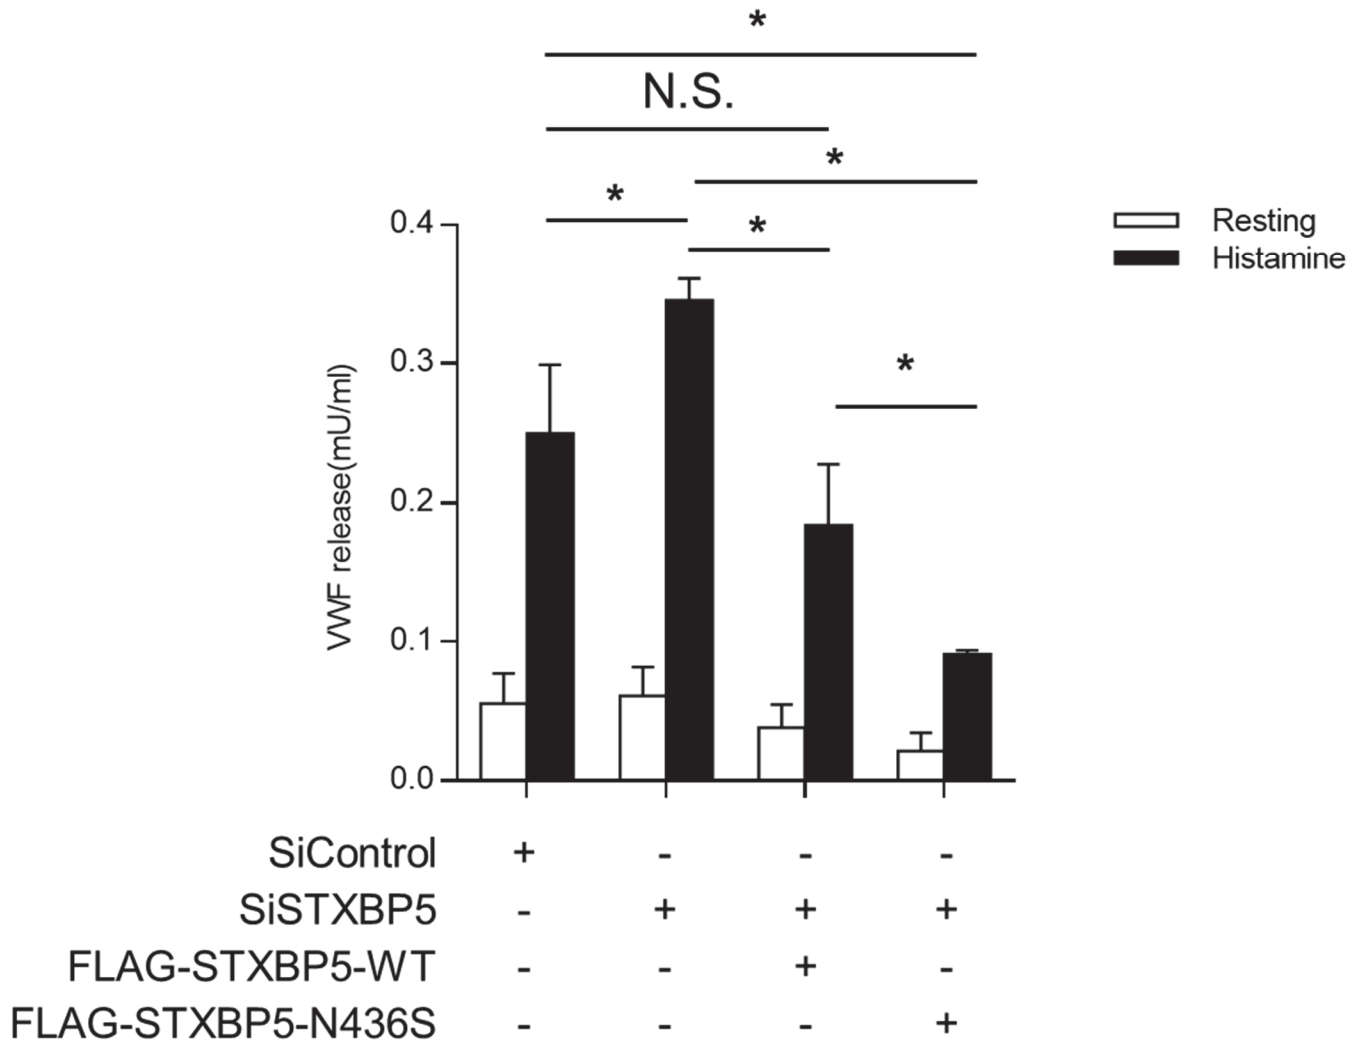 *
N.S.
*
*
*
*
0.4
0.3
0.2
0.1
0.0
VWF release(mU/ml)
Resting
Histamine
SiControl + - - -
SiSTXBP5 - + + +
FLAG-STXBP5-WT - - + -
FLAG-STXBP5-N436S - - - +